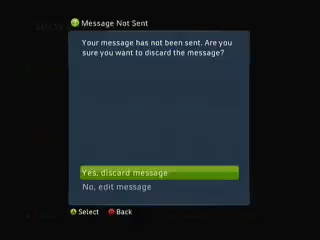 Message Not Sent
Your message has not been sent. Are you
sure you want to discard the message?
Yes, discard message
No, edit message
Select Back